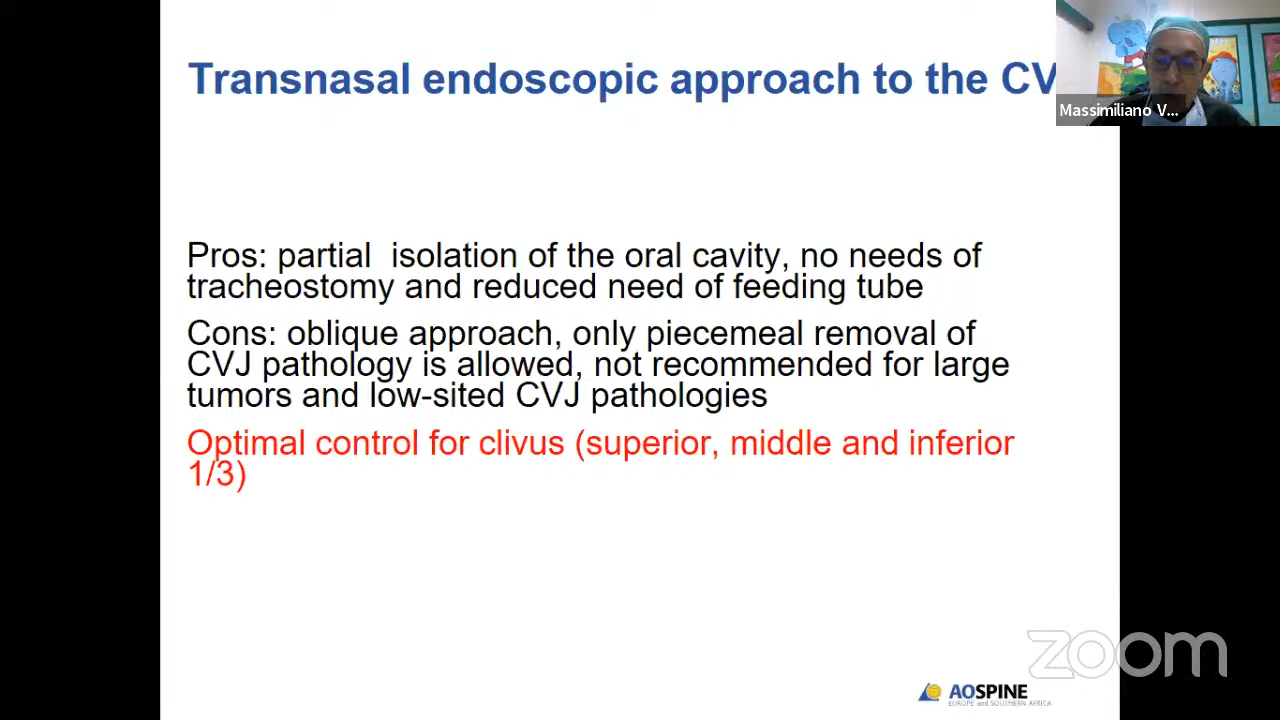 Transnasal endoscopic approach to the CV
Massimiliano V...
Pros: partial  isolation of the oral cavity, no needs of
tracheostomy and reduced need of feeding tube
Cons: oblique approach, only piecemeal removal of
CVJ pathology is allowed, not recommended for large
tumors and low-sited CVJ pathologies
Optimal control for clivus (superior, middle and inferior
1/3)
zoom
AOSPINE
EUROPE and SOUTHERN AFRICA